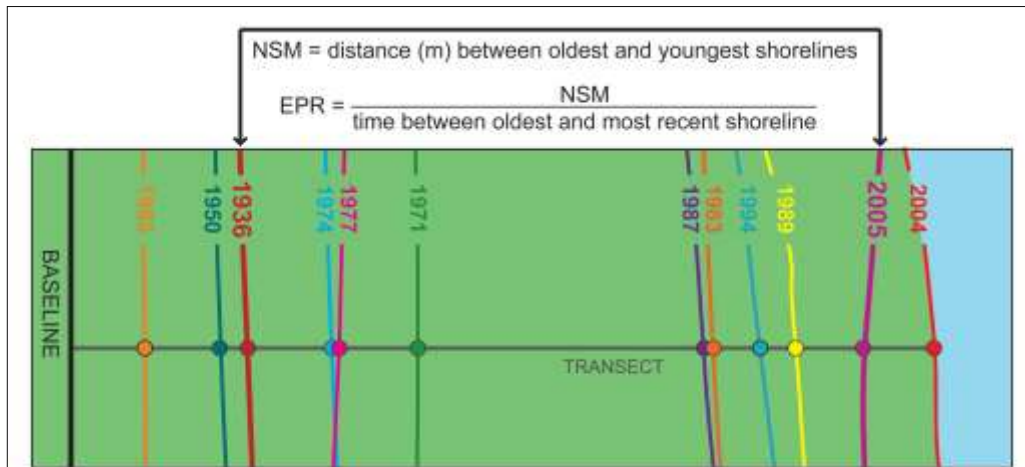 NSM = distance (m) between oldest and youngest shorelines
EPR =
NSM
time between oldest and most recent shoreline
BASELINE
1950
1936
1974
1977
1971
1987
1983
1994
1989
2005
2004
TRANSECT